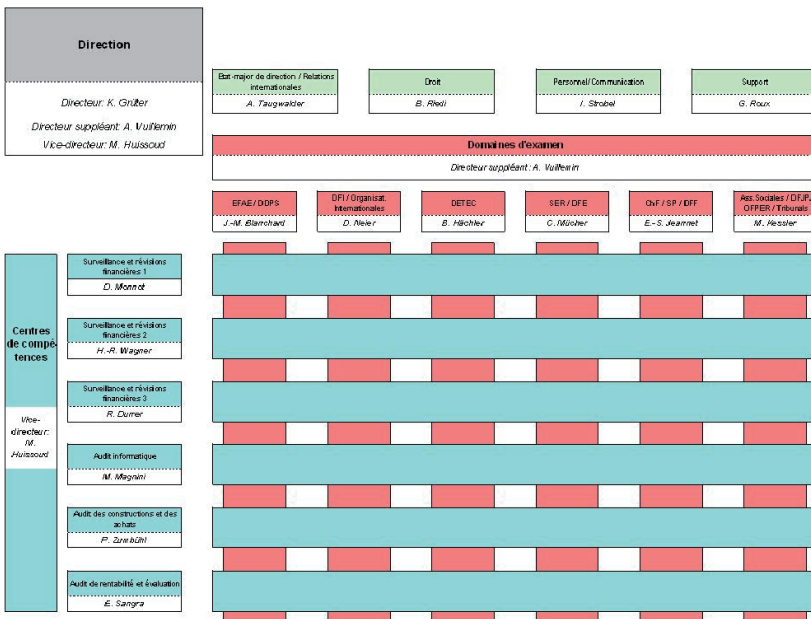 Direction
Directeur: K. Grüter
Directeur suppléant: A. Vuillemin
Vice-directeur: M. Huissoud
Etat-major de direction / Relations
internationales
A. Taugwalder
Droit
B. Riedi
Personnel/Communication
I. Strobel
Support
G. Roux
Domaines d'examen
Directeur suppléant: A. Vuillemin
EFAE / DDPS
J.-M. Blanchard
DFI / Organisat.
Internationales
D. Neier
DETEC
B. Hächler
SER / DFE
C. Mücher
ChF / SP / DFF
E.-S. Jeannet
Ass. Sociales / DFJP/
OFPER / Tribunals
M. Kessler
Centres
de compé-
tences
Vice-
directeur:
M.
Huissoud
Surveillance et révisions
financières 1
D. Monnot
Surveillance et révisions
financières 2
H.-R. Wagner
Surveillance et révisions
financières 3
R. Durrer
Audit informatique
M. Magnini
Audit des constructions et des
achats
P. Zumbühl
Audit de rentabilité et évaluation
E. Sangra